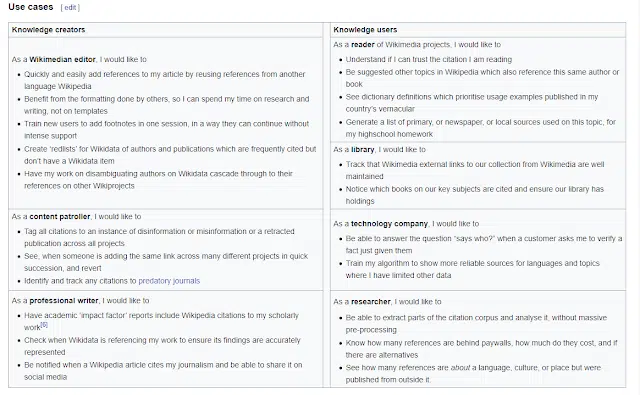 Use cases [ edit ]
Knowledge creators
As a Wikimedian editor, I would like to
Quickly and easily add references to my article by reusing references from another
language Wikipedia
Benefit from the formatting done by others, so I can spend my time on research and
writing, not on templates
Train new users to add footnotes in one session, in a way they can continue without
intense support
Create 'redlists' for Wikidata of authors and publications which are frequently cited but
don't have a Wikidata item
Have my work on disambiguating authors on Wikidata cascade through to their
references on other Wikiprojects
As a content patroller, I would like to
Tag all citations to an instance of disinformation or misinformation or a retracted
publication across all projects
See, when someone is adding the same link across many different projects in quick
succession, and revert
Identify and track any citations to predatory journals
As a professional writer, I would like to
Have academic 'impact factor' reports include Wikipedia citations to my scholarly
work[6]
Check when Wikidata is referencing my work to ensure its findings are accurately
represented
Be notified when a Wikipedia article cites my journalism and be able to share it on
social media
Knowledge users
As a reader of Wikimedia projects, I would like to
Understand if I can trust the citation I am reading
Be suggested other topics in Wikipedia which also reference this same author or
book
See dictionary definitions which prioritise usage examples published in my
country's vernacular
Generate a list of primary, or newspaper, or local sources used on this topic, for
my highschool homework
As a library, I would like to
Track that Wikimedia external links to our collection from Wikimedia are well
maintained
Notice which books on our key subjects are cited and ensure our library has
holdings
As a technology company, I would like to
Be able to answer the question "says who?" when a customer asks me to verify a
fact just given them
Train my algorithm to show more reliable sources for languages and topics
where I have limited other data
As a researcher, I would like to
Be able to extract parts of the citation corpus and analyse it, without massive
pre-processing
Know how many references are behind paywalls, how much do they cost, and if
there are alternatives
See how many references are about a language, culture, or place but were
published from outside it.